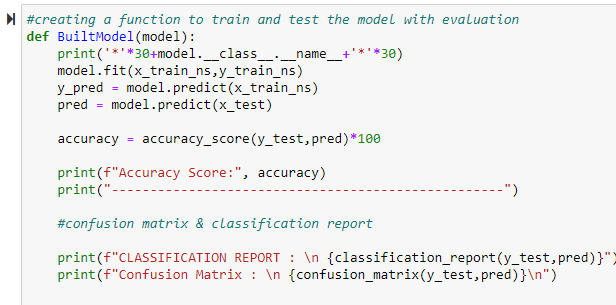 #creating a function to train and test the model with evaluation
def BuiltModel(model):
    print('*'*30+model.__class__.__name__+'*'*30)
    model.fit(x_train_ns,y_train_ns)
    y_pred = model.predict(x_train_ns)
    pred = model.predict(x_test)
    accuracy = accuracy_score(y_test,pred)*100
    print(f"Accuracy Score:", accuracy)
    print("----------------------------------------------------")
    #confusion matrix & classification report
    print(f"CLASSIFICATION REPORT : \n {classification_report(y_test,pred)}")
    print(f"Confusion Matrix : \n {confusion_matrix(y_test,pred)}\n")